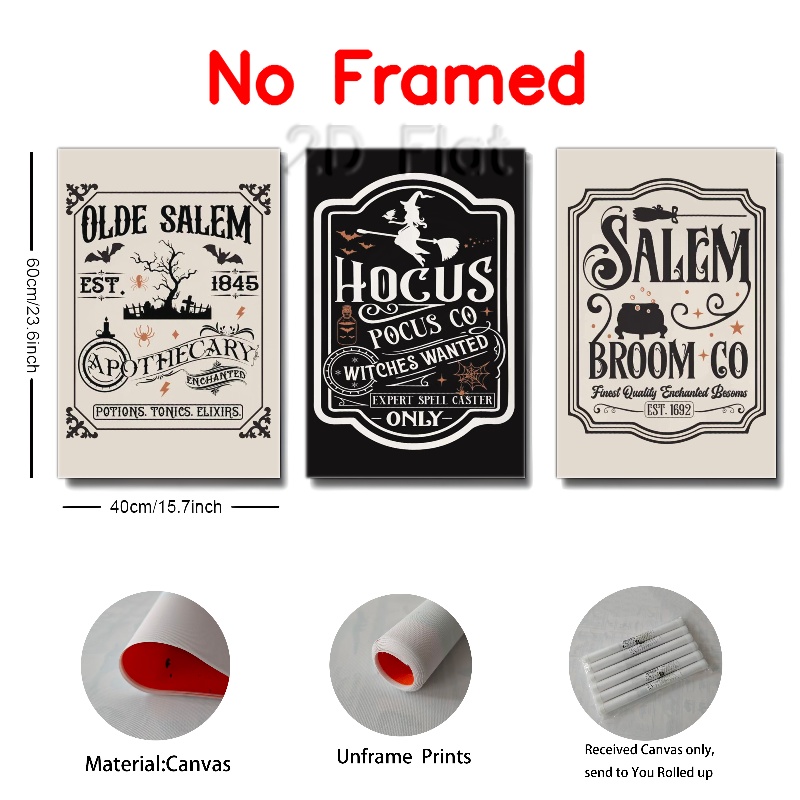 No Framed
2D Flat
60cm/23.6inch
OLDE SALEM
EST. 1845
APOTHECARY
ENCHANTED
POTIONS. TONICS. ELIXIRS.
HOCUS
POCUS CO
WITCHES WANTED
EXPERT SPELL CASTER
ONLY
SALEM
BROOM CO
Finest Quality Enchanted Besoms
EST. 1692
40cm/15.7inch
Material:Canvas
Unframe Prints
Received Canvas only,
send to You Rolled up